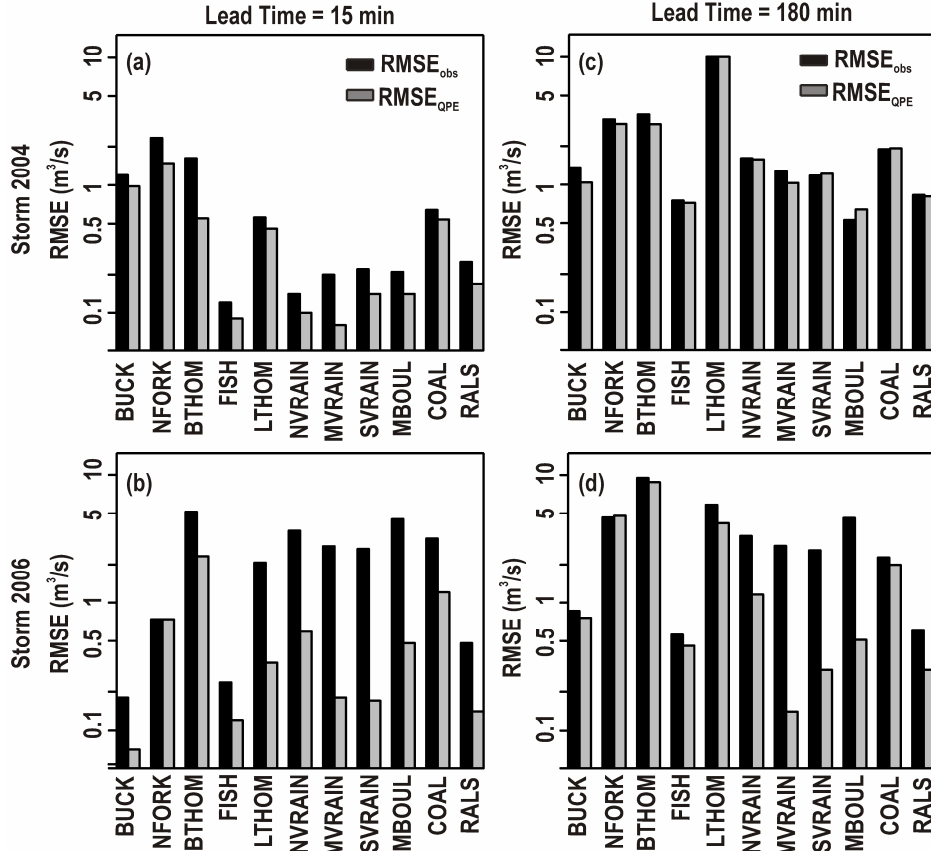 Lead Time = 15 min
Lead Time = 180 min
Storm 2004
RMSE (m³/s)
(a)
RMSE_obs
RMSE_QPE
10
5
1
0.5
0.1
BUCK
NFORK
BTHOM
FISH
LTHOM
NVRAIN
MVRAIN
SVRAIN
MBOUL
COAL
RALS
RMSE (m³/s)
(c)
RMSE_obs
RMSE_QPE
10
5
1
0.5
0.1
BUCK
NFORK
BTHOM
FISH
LTHOM
NVRAIN
MVRAIN
SVRAIN
MBOUL
COAL
RALS
Storm 2006
RMSE (m³/s)
(b)
10
5
1
0.5
0.1
BUCK
NFORK
BTHOM
FISH
LTHOM
NVRAIN
MVRAIN
SVRAIN
MBOUL
COAL
RALS
RMSE (m³/s)
(d)
10
5
1
0.5
0.1
BUCK
NFORK
BTHOM
FISH
LTHOM
NVRAIN
MVRAIN
SVRAIN
MBOUL
COAL
RALS